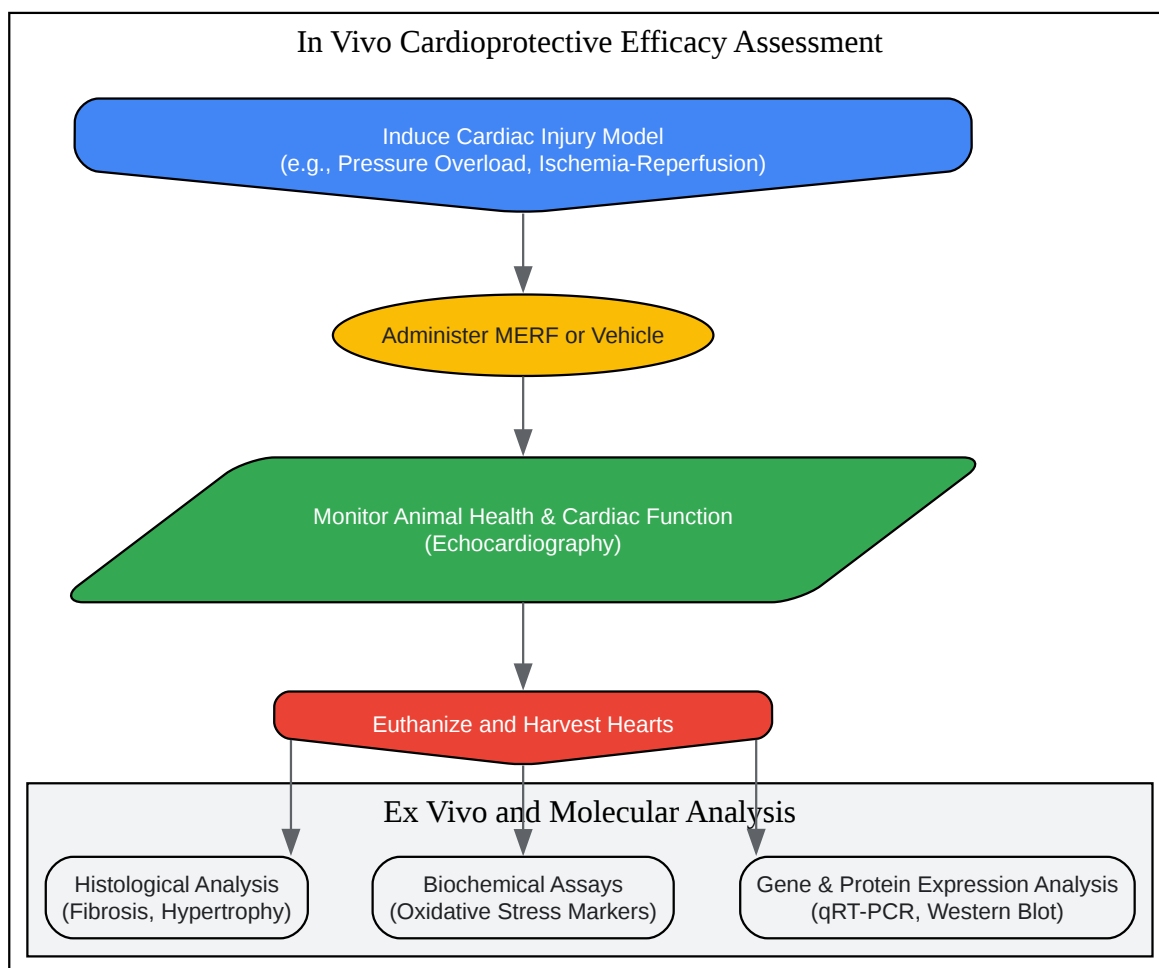 In Vivo Cardioprotective Efficacy Assessment
Induce Cardiac Injury Model
(e.g., Pressure Overload, Ischemia-Reperfusion)
Administer MERF or Vehicle
Monitor Animal Health & Cardiac Function
(Echocardiography)
Euthanize and Harvest Hearts
Ex Vivo and Molecular Analysis
Histological Analysis
(Fibrosis, Hypertrophy)
Biochemical Assays
(Oxidative Stress Markers)
Gene & Protein Expression Analysis
(qRT-PCR, Western Blot)